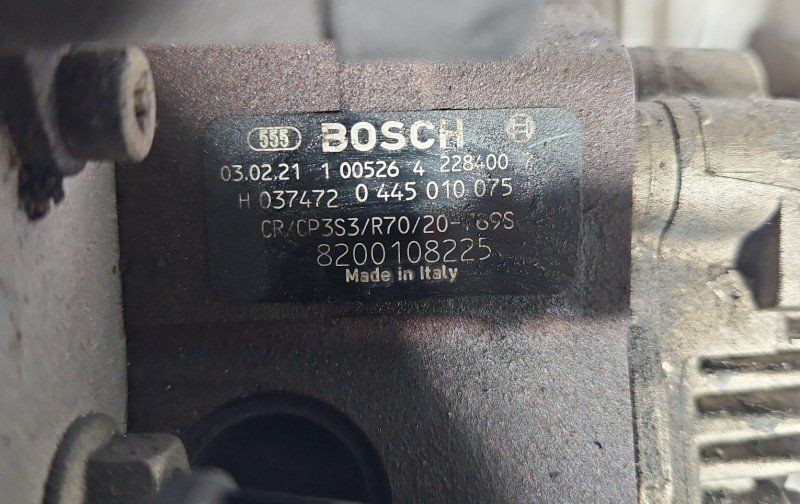 555 BOSCH
03.02.21 1 00526 4 228400
H 037472 0 445 010 075
CR/CP3S3/R70/20-789S
8200108225
Made in Italy